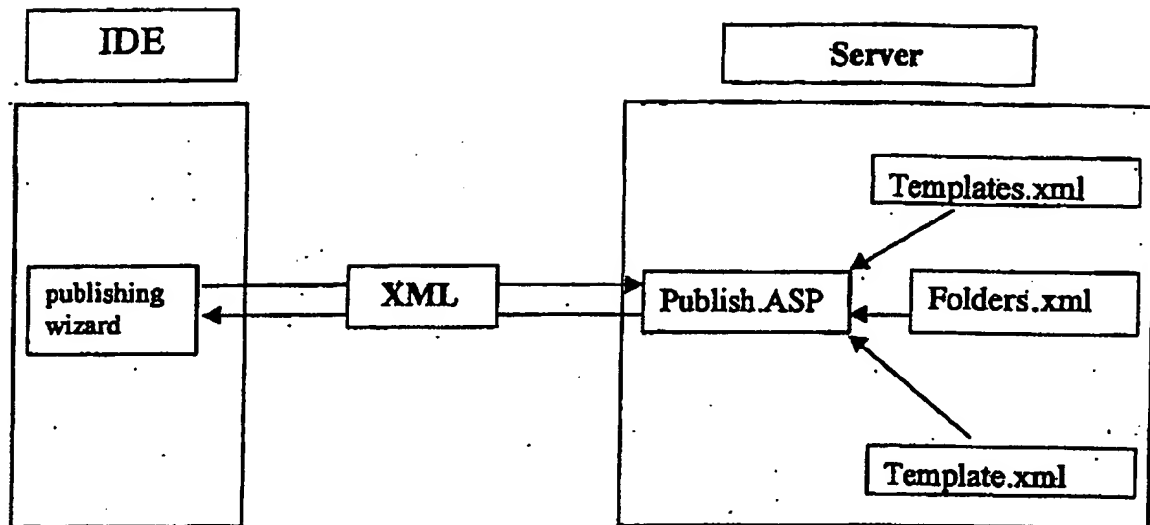 IDE
Server
Templates.xml
publishing
wizard
XML
Publish.ASP
Folders.xml
Template.xml